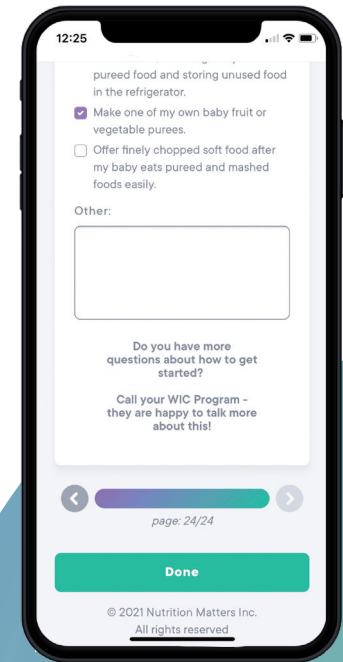 12:25
pureed food and storing unused food
in the refrigerator.
Make one of my own baby fruit or
vegetable purees.
Offer finely chopped soft food after
my baby eats pureed and mashed
foods easily.
Other:
Do you have more
questions about how to get
started?
Call your WIC Program -
they are happy to talk more
about this!
page: 24/24
Done
© 2021 Nutrition Matters Inc.
All rights reserved